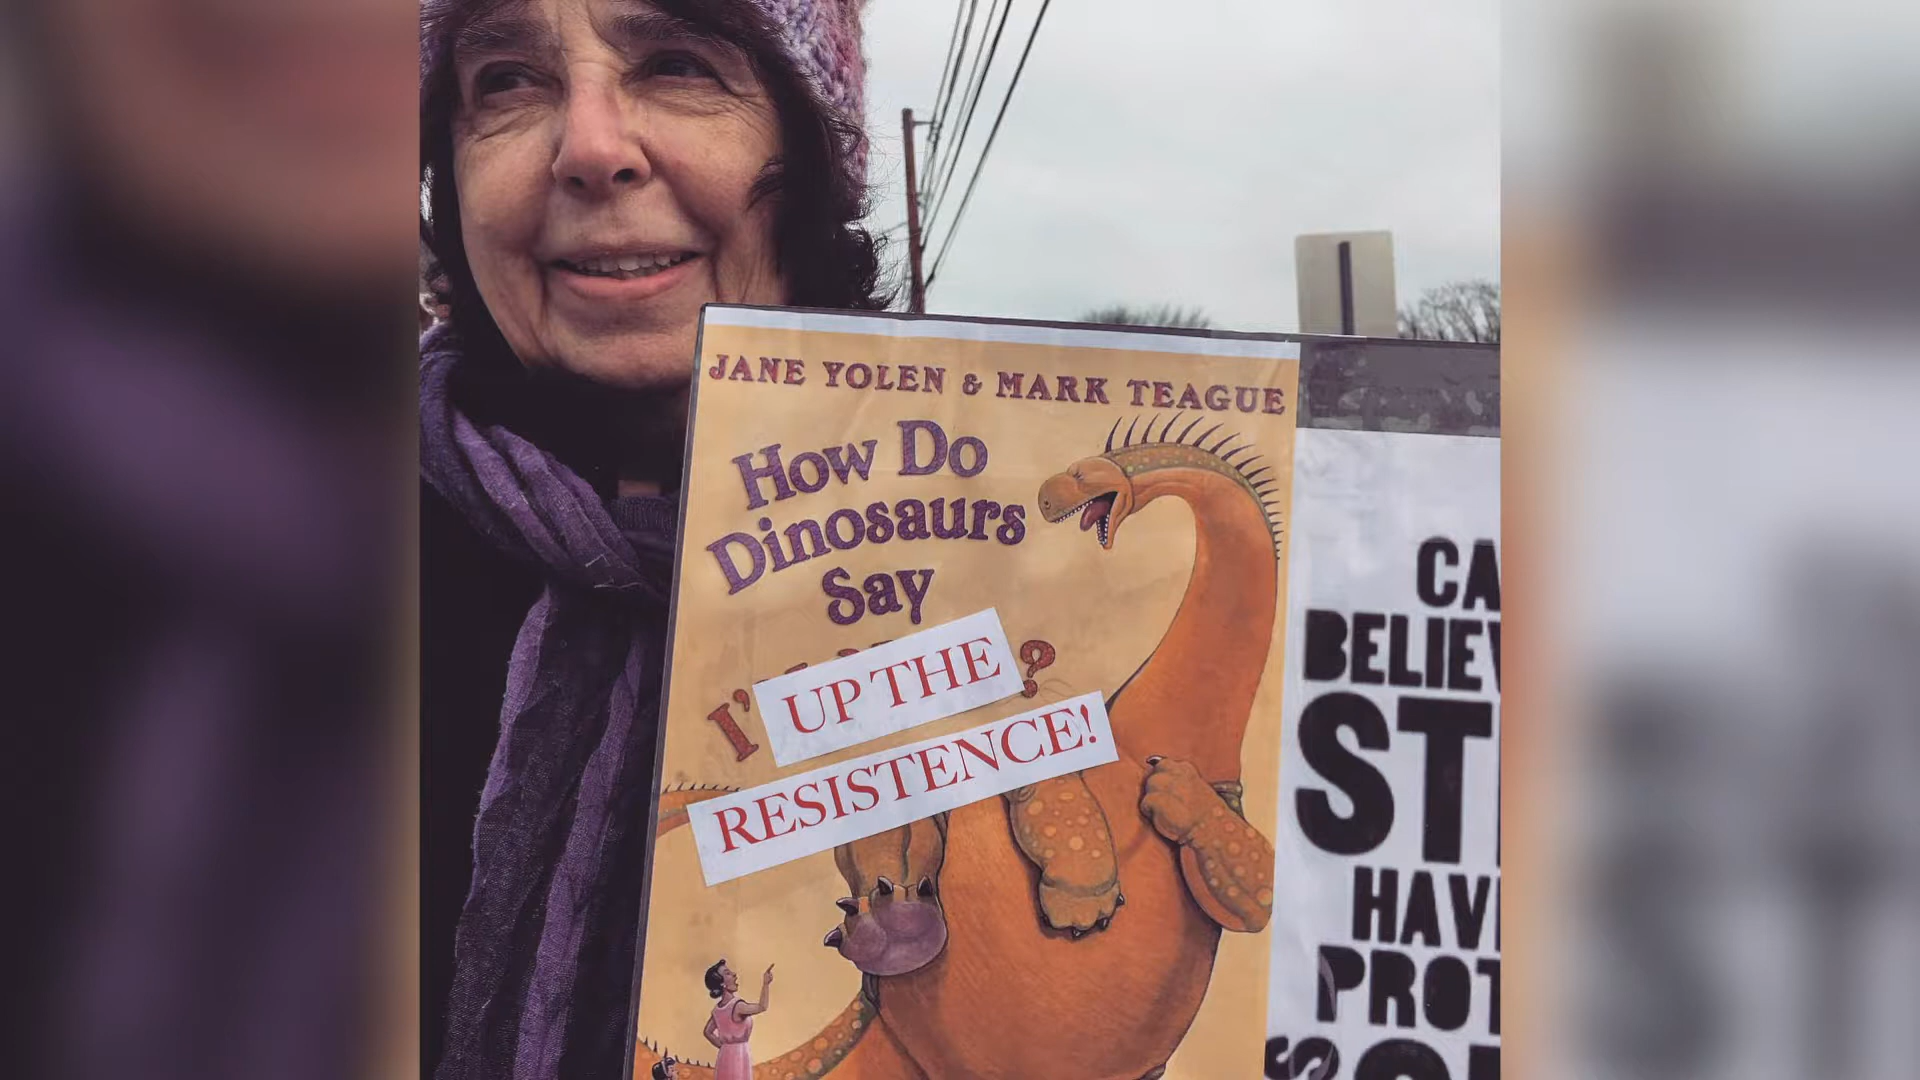 JANE YOLEN & MARK TEAGUE
How Do
Dinosaurs
Say
I' UP THE ?
RESISTENCE!
CA
BELIEV
ST
HAV
PROT